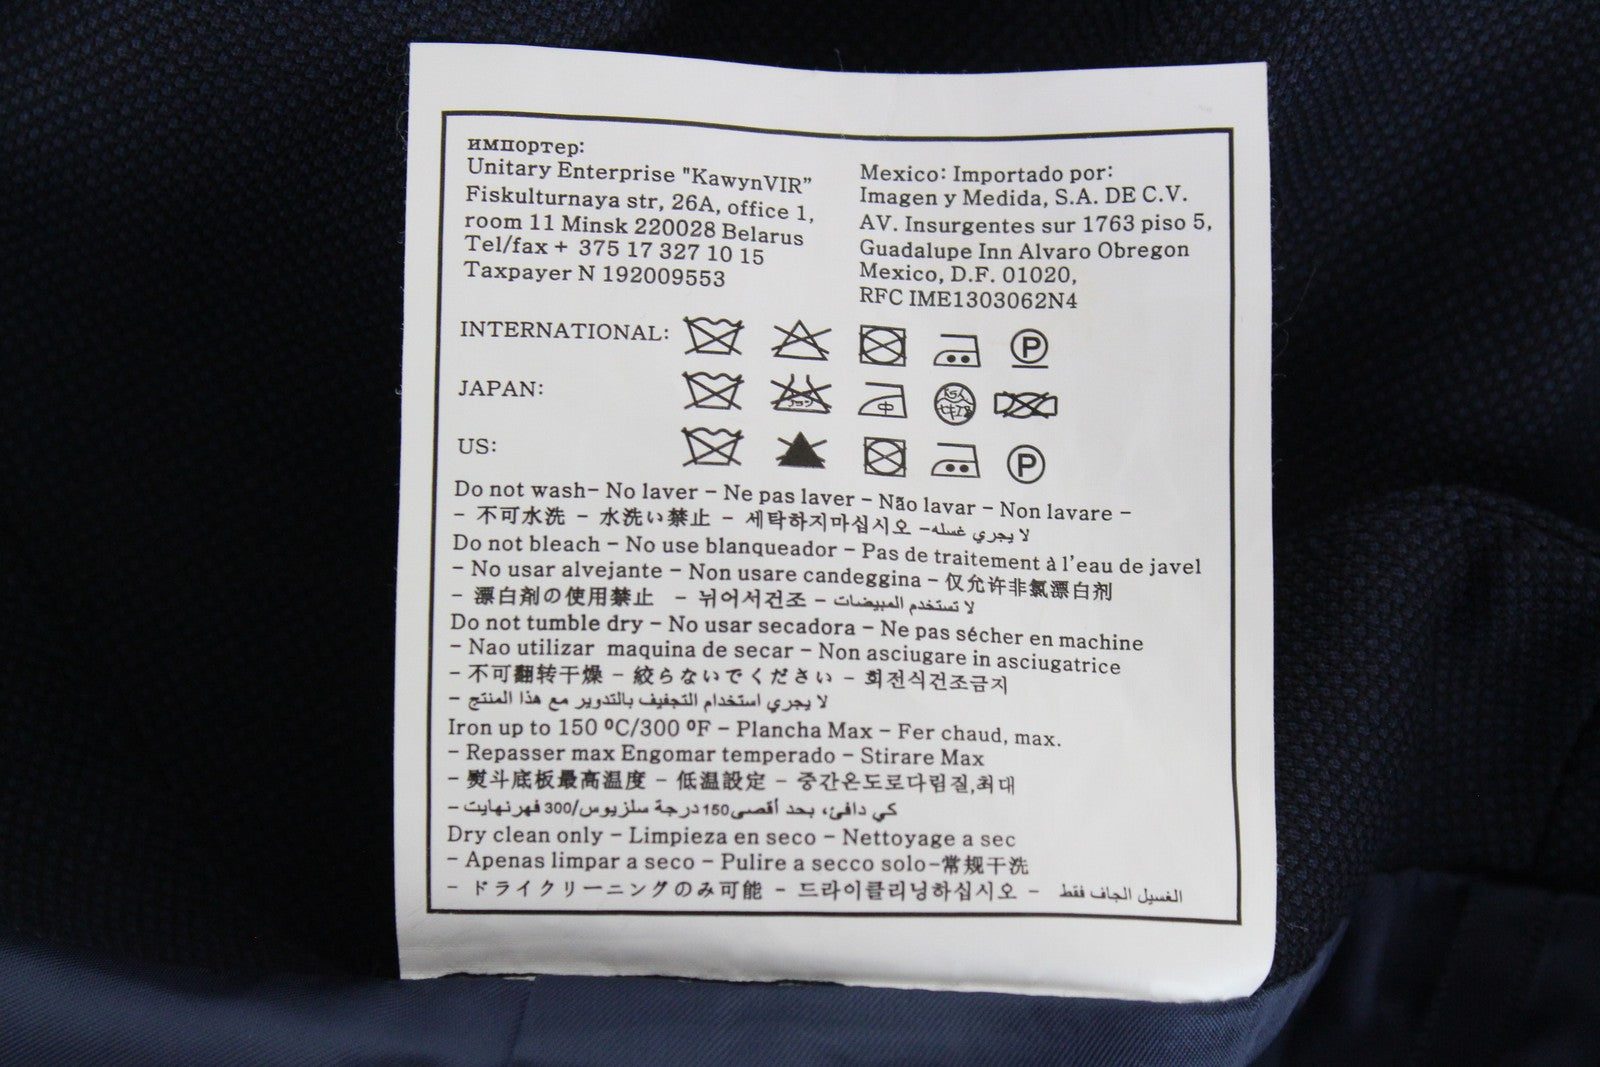 импортер:
Unitary Enterprise "KawynVIR”
Fiskulturnaya str, 26A, office 1,
room 11 Minsk 220028 Belarus
Tel/fax + 375 17 327 10 15
Taxpayer N 192009553
Mexico: Importado por:
Imagen y Medida, S.A. DE C.V.
AV. Insurgentes sur 1763 piso 5,
Guadalupe Inn Alvaro Obregon
Mexico, D.F. 01020,
RFC IME1303062N4
INTERNATIONAL: P
JAPAN: 中
US: P
Do not wash- No laver - Ne pas laver - Não lavar - Non lavare -
- 不可水洗 - 水洗い禁止 - 세탁하지마십시오 -لا يجري غسله
Do not bleach - No use blanqueador - Pas de traitement à l'eau de javel
- No usar alvejante - Non usare candeggina - 仅允许非氯漂白剂
- 漂白剤の使用禁止 - 뉘어서건조 - لا تستخدم المبيضات
Do not tumble dry - No usar secadora - Ne pas sécher en machine
- Nao utilizar maquina de secar - Non asciugare in asciugatrice
- 不可翻转干燥 - 絞らないでください - 회전식건조금지
- لا يجري استخدام التجفيف بالتدوير مع هذا المنتج
Iron up to 150 ºC/300 ºF - Plancha Max - Fer chaud, max.
- Repasser max Engomar temperado - Stirare Max
- 熨斗底板最高温度 - 低温設定 - 중간온도로다림질,최대
- كي دافئ، بحد أقصى150درجة سلزيوس/300 فهرنهايت
Dry clean only - Limpieza en seco - Nettoyage a sec
- Apenas limpar a seco - Pulire a secco solo-常规干洗
- ドライクリーニングのみ可能 - 드라이클리닝하십시오 - الغسيل الجاف فقط